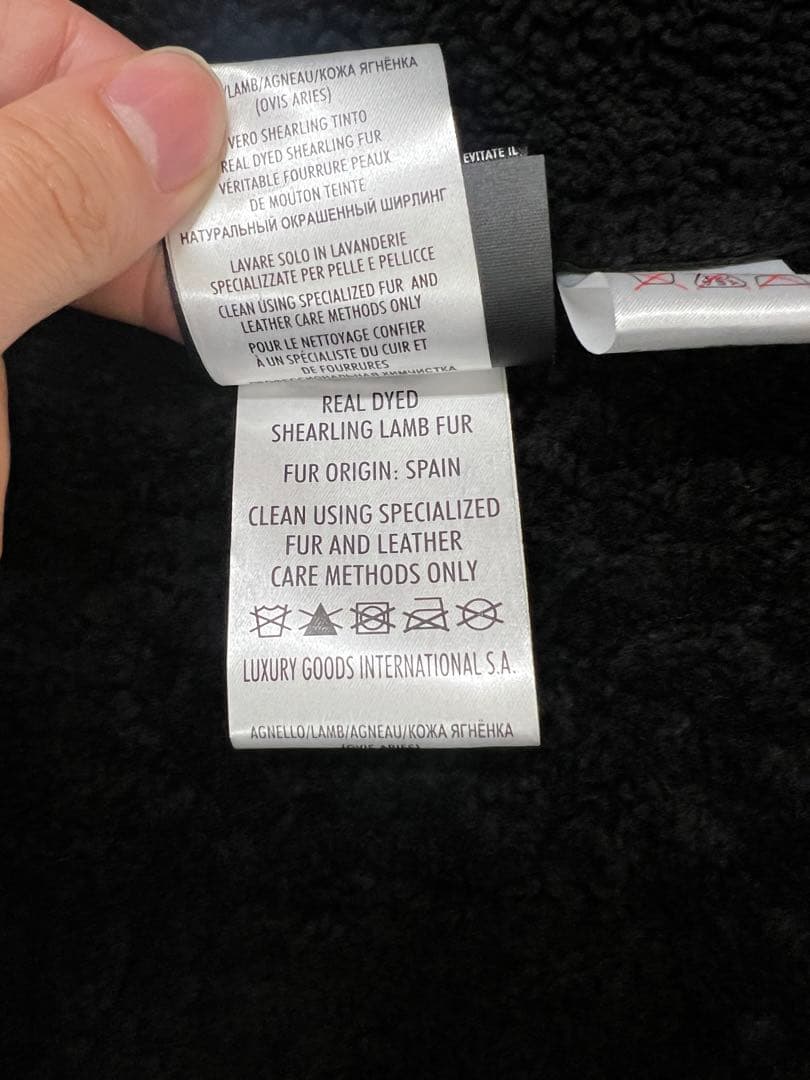 /LAMB/AGNEAU/КОЖА ЯГНЁНКА
(OVIS ARIES)
VERO SHEARLING TINTO
REAL DYED SHEARLING FUR
VÉRITABLE FOURRURE PEAUX
DE MOUTON TEINTE
НАТУРАЛЬНЫЙ ОКРАШЕННЫЙ ШИРЛИНГ
LAVARE SOLO IN LAVANDERIE
SPECIALIZZATE PER PELLE E PELLICCE
CLEAN USING SPECIALIZED FUR AND
LEATHER CARE METHODS ONLY
POUR LE NETTOYAGE CONFIER
À UN SPÉCIALISTE DU CUIR ET
DE FOURRURES
ПРОФЕССИОНАЛЬНАЯ ХИМЧИСТКА
EVITATE IL
REAL DYED
SHEARLING LAMB FUR
FUR ORIGIN: SPAIN
CLEAN USING SPECIALIZED
FUR AND LEATHER
CARE METHODS ONLY
LUXURY GOODS INTERNATIONAL S.A.
AGNELLO/LAMB/AGNEAU/КОЖА ЯГНЁНКА
(OVIS ARIES)